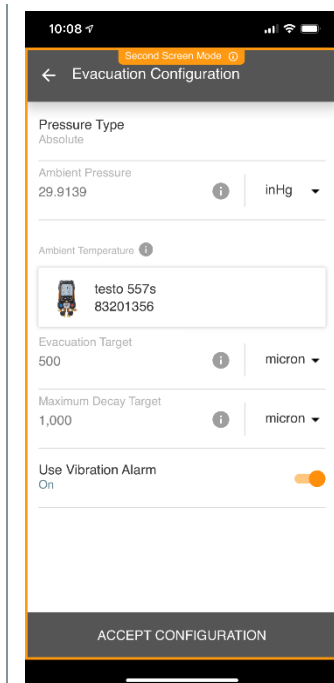 10:08
Second Screen Mode
Evacuation Configuration
Pressure Type
Absolute
Ambient Pressure
29.9139
inHg
Ambient Temperature
testo 557s
83201356
Evacuation Target
500
micron
Maximum Decay Target
1,000
micron
Use Vibration Alarm
On
ACCEPT CONFIGURATION